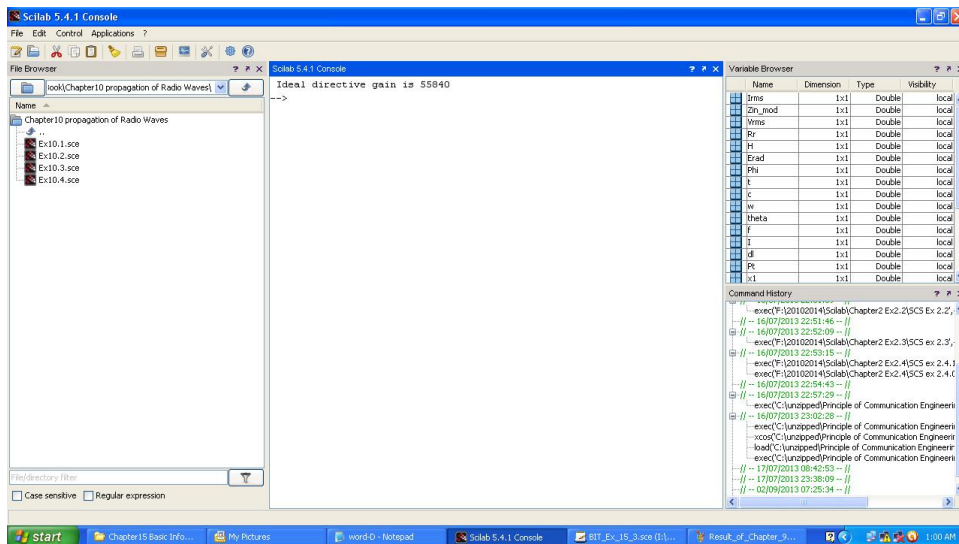 Scilab 5.4.1 Console
File Edit Control Applications ?
File Browser
iook\Chapter10 propagation of Radio Waves\
Name
Chapter10 propagation of Radio Waves
..
Ex10.1.sce
Ex10.2.sce
Ex10.3.sce
Ex10.4.sce
File/directory filter
Case sensitive Regular expression
Scilab 5.4.1 Console
Ideal directive gain is 55840
-->
Variable Browser
Name Dimension Type Visibility
Irms 1x1 Double local
Zin_mod 1x1 Double local
Vrms 1x1 Double local
Rr 1x1 Double local
H 1x1 Double local
Erad 1x1 Double local
Phi 1x1 Double local
t 1x1 Double local
c 1x1 Double local
w 1x1 Double local
theta 1x1 Double local
f 1x1 Double local
I 1x1 Double local
dl 1x1 Double local
Pt 1x1 Double local
x1 1x1 Double local
Command History
exec('F:\20102014\Scilab\Chapter2 Ex2.2\SCS Ex 2.2',
// -- 16/07/2013 22:51:46 -- //
// -- 16/07/2013 22:52:09 -- //
exec('F:\20102014\Scilab\Chapter2 Ex2.3\SCS ex 2.3',
// -- 16/07/2013 22:53:15 -- //
exec('F:\20102014\Scilab\Chapter2 Ex2.4\SCS ex 2.4.1
exec('F:\20102014\Scilab\Chapter2 Ex2.4\SCS ex 2.4.(
// -- 16/07/2013 22:54:43 -- //
// -- 16/07/2013 22:57:29 -- //
exec('C:\unzipped\Principle of Communication Engineerin
// -- 16/07/2013 23:02:28 -- //
exec('C:\unzipped\Principle of Communication Engineerin
xcos('C:\unzipped\Principle of Communication Engineerin
load('C:\unzipped\Principle of Communication Engineerin
exec('C:\unzipped\Principle of Communication Engineerin
// -- 17/07/2013 08:42:53 -- //
// -- 17/07/2013 23:38:09 -- //
// -- 02/09/2013 07:25:34 -- //
start Chapter15 Basic Info... My Pictures word-D - Notepad Scilab 5.4.1 Console BIT_Ex_15_3.sce (I:\... Result_of_Chapter_9... 1:00 AM